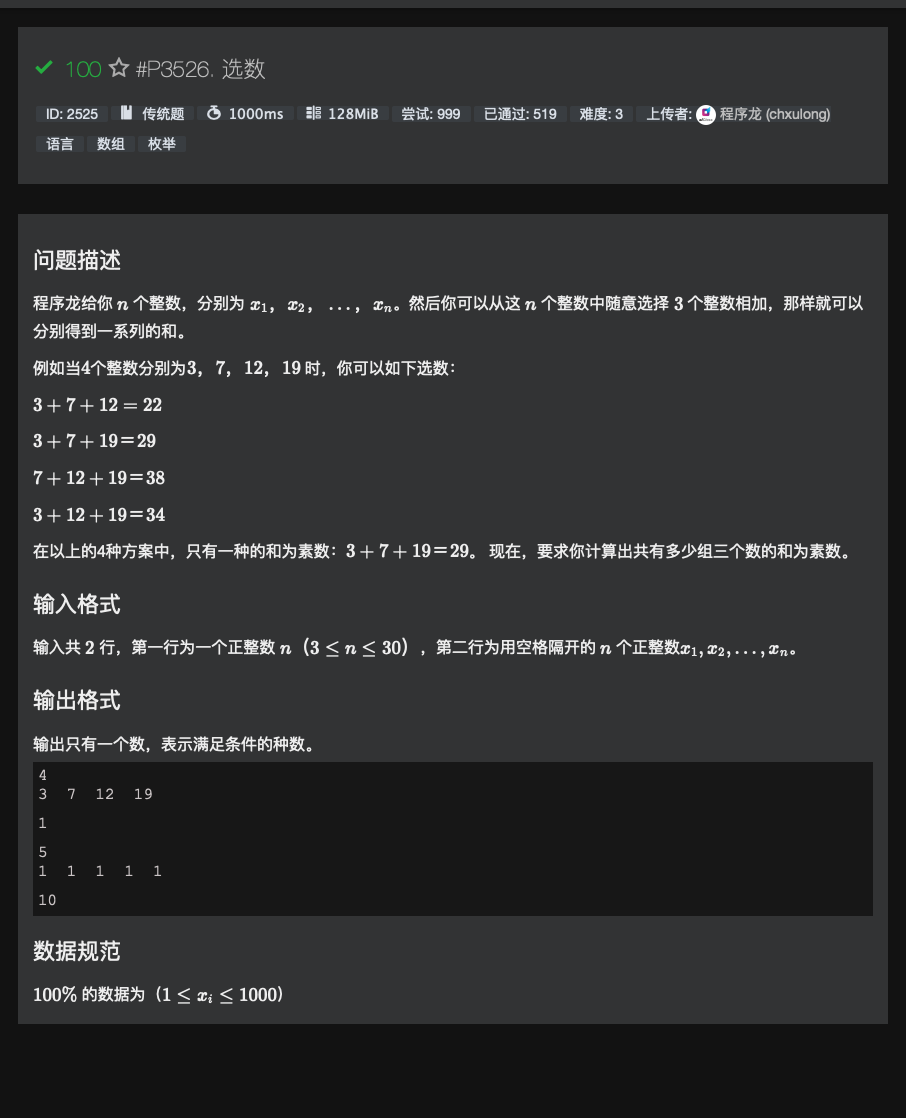 100 ☆ #P3526. 选数
ID: 2525 传统题 1000ms 128MiB 尝试: 999 已通过: 519 难度: 3 上传者: 程序龙 (chxulong)
语言 数组 枚举
问题描述
程序龙给你 n 个整数，分别为 x₁， x₂， …，xₙ。然后你可以从这 n 个整数中随意选择 3 个整数相加，那样就可以
分别得到一系列的和。
例如当4个整数分别为3，7，12，19 时，你可以如下选数：
3 + 7 + 12 = 22
3 + 7 + 19＝29
7 + 12 + 19＝38
3 + 12 + 19＝34
在以上的4种方案中，只有一种的和为素数：3 + 7 + 19＝29。 现在，要求你计算出共有多少组三个数的和为素数。
输入格式
输入共 2 行，第一行为一个正整数 n（3 ≤ n ≤ 30），第二行为用空格隔开的 n 个正整数x₁, x₂, . . . , xₙ。
输出格式
输出只有一个数，表示满足条件的种数。
4
3 7 12 19
1
5
1 1 1 1 1
10
数据规范
100% 的数据为（1 ≤ xᵢ ≤ 1000）